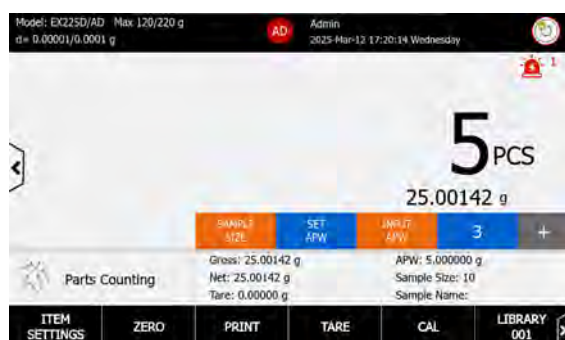 Model: EX225D/AD Max 120/220 g
d= 0.00001/0.0001 g
AD
Admin
2025-Mar-12 17:20:14 Wednesday
1
5 PCS
25.00142 g
SAMPLE SIZE
SET APW
INPUT APW
3
+
Parts Counting
Gross: 25.00142 g
Net: 25.00142 g
Tare: 0.00000 g
APW: 5.000000 g
Sample Size: 10
Sample Name:
ITEM SETTINGS
ZERO
PRINT
TARE
CAL
LIBRARY 001